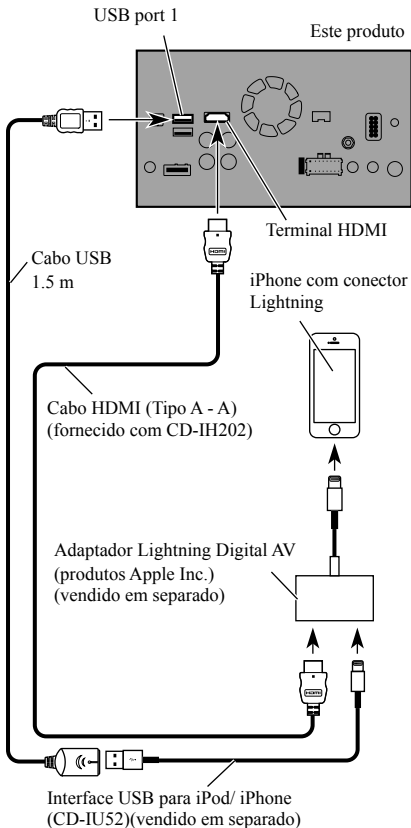 USB port 1
Este produto
Terminal HDMI
Cabo USB
1.5 m
iPhone com conector
Lightning
HDMI
Cabo HDMI (Tipo A - A)
(fornecido com CD-IH202)
Adaptador Lightning Digital AV
(produtos Apple Inc.)
(vendido em separado)
HDMI
Interface USB para iPod/ iPhone
(CD-IU52)(vendido em separado)